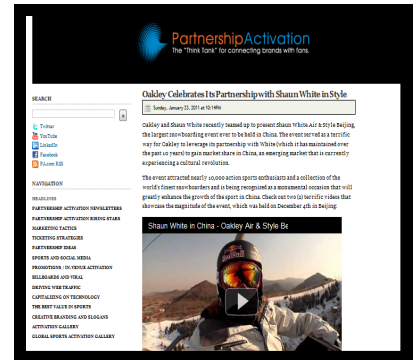 PartnershipActivation
The "Think Tank" for connecting brands with fans.
SEARCH
Twitter
YouTube
LinkedIn
Facebook
PA.com RSS
NAVIGATION
HEADLINES
PARTNERSHIP ACTIVATION NEWSLETTERS
PARTNERSHIP ACTIVATION RISING STARS
MARKETING TACTICS
TICKETING STRATEGIES
PARTNERSHIP IDEAS
SPORTS AND SOCIAL MEDIA
PROMOTIONS / IN-VENUE ACTIVATION
BILLBOARDS AND VIRAL
DRIVING WEB TRAFFIC
CAPITALIZING ON TECHNOLOGY
THE BEST VALUE IN SPORTS
CREATIVE BRANDING AND SLOGANS
ACTIVATION GALLERY
GLOBAL SPORTS ACTIVATION GALLERY
Oakley Celebrates Its Partnership with Shaun White in Style
Sunday, January 23, 2011 at 10:14PM
Oakley and Shaun White recently teamed up to present Shaun White Air & Style Beijing,
the largest snowboarding event ever to be held in China. The event served as a terrific
way for Oakley to leverage its partnership with White (which it has maintained over
the past 10 years) to gain market share in China, an emerging market that is currently
experiencing a cultural revolution.
The event attracted nearly 10,000 action sports enthusiasts and a collection of the
world's finest snowboarders and is being recognized as a monumental occasion that will
greatly enhance the growth of sport in China. Check out two (2) terrific videos that
showcase the magnitude of the event, which was held on December 4th in Beijing:
Shaun White in China - Oakley Air & Style Be
Red Bull